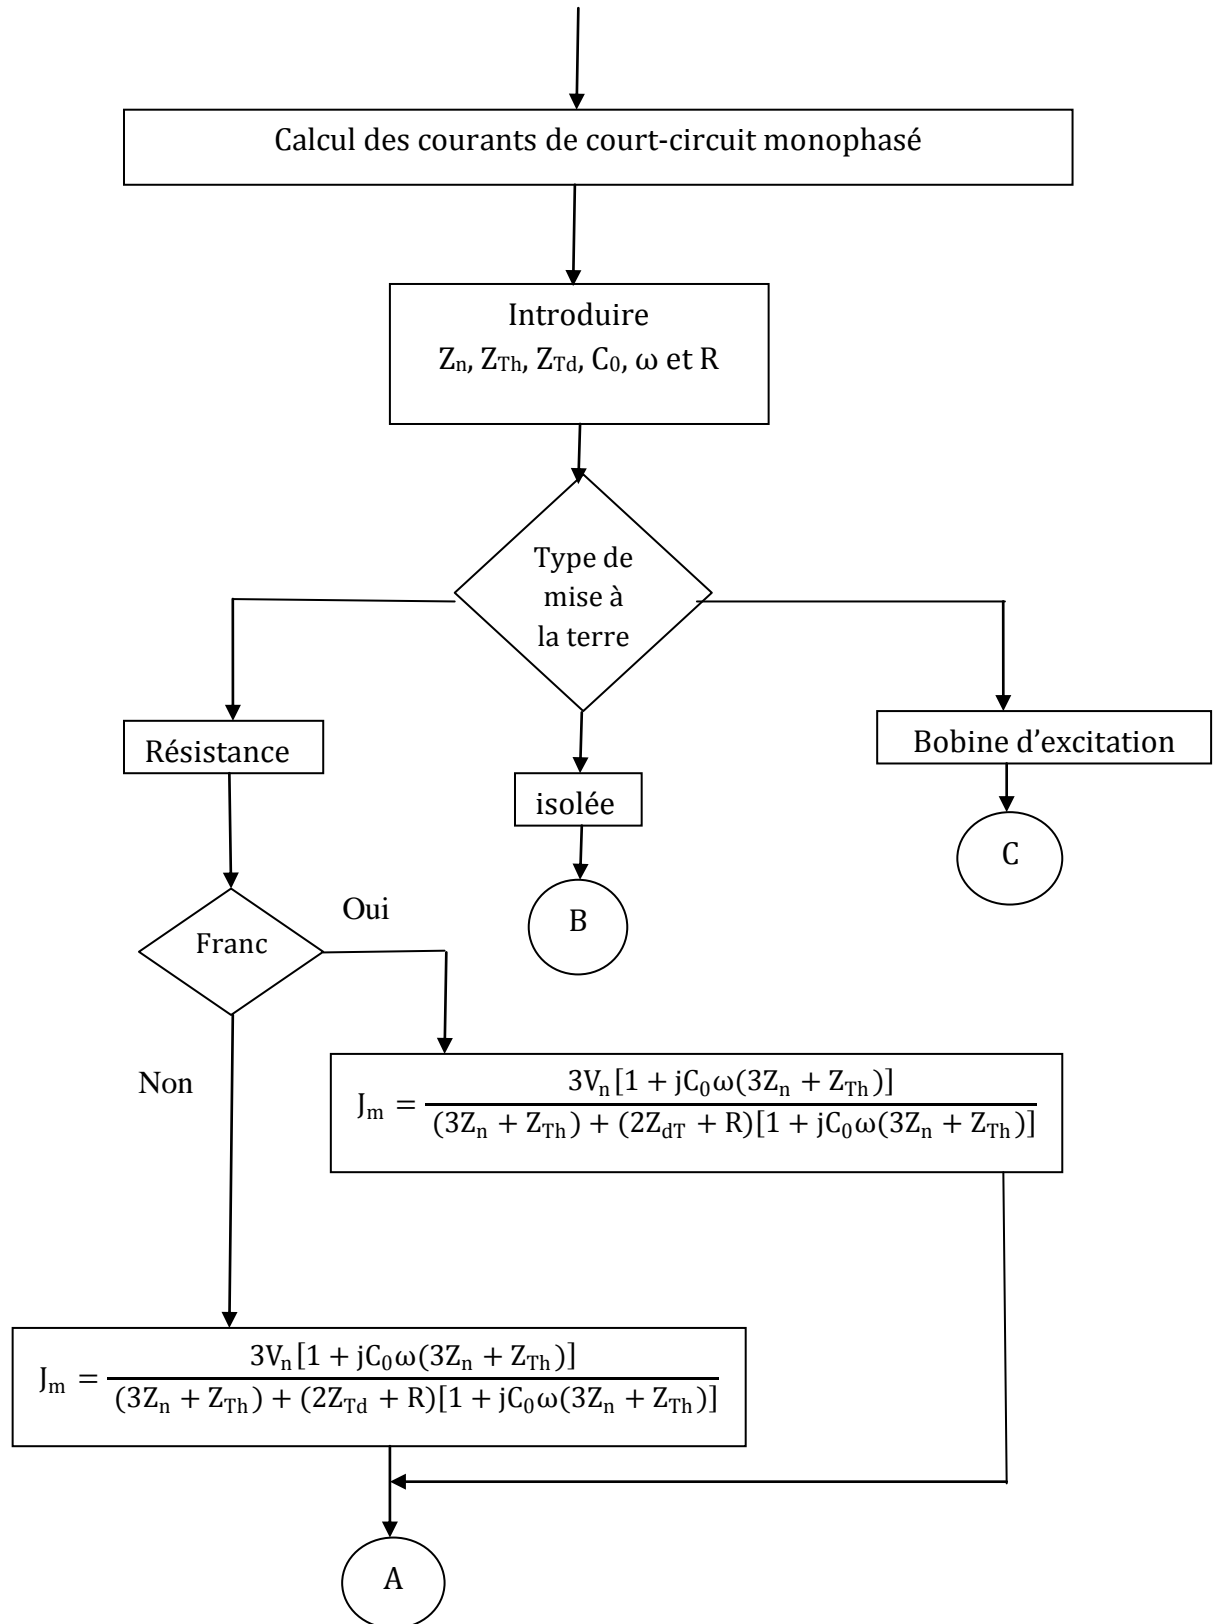 Calcul des courants de court-circuit monophasé
Introduire
Zn, ZTh, ZTd, C0, ω et R
Type de
mise à
la terre
Résistance
isolée
Bobine d’excitation
C
B
Franc
Oui
Non
Jm = 3Vn[1 + jC0ω(3Zn + ZTh)] / (3Zn + ZTh) + (2ZdT + R)[1 + jC0ω(3Zn + ZTh)]
Jm = 3Vn[1 + jC0ω(3Zn + ZTh)] / (3Zn + ZTh) + (2ZTd + R)[1 + jC0ω(3Zn + ZTh)]
A